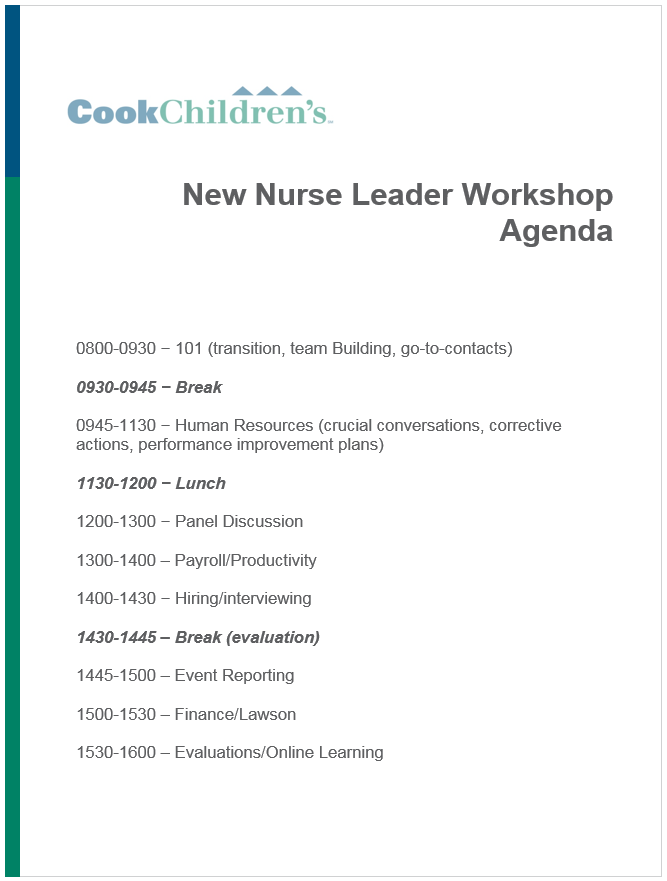 CookChildren's™
New Nurse Leader Workshop
Agenda
0800-0930 – 101 (transition, team Building, go-to-contacts)
0930-0945 – Break
0945-1130 – Human Resources (crucial conversations, corrective
actions, performance improvement plans)
1130-1200 – Lunch
1200-1300 – Panel Discussion
1300-1400 – Payroll/Productivity
1400-1430 – Hiring/interviewing
1430-1445 – Break (evaluation)
1445-1500 – Event Reporting
1500-1530 – Finance/Lawson
1530-1600 – Evaluations/Online Learning